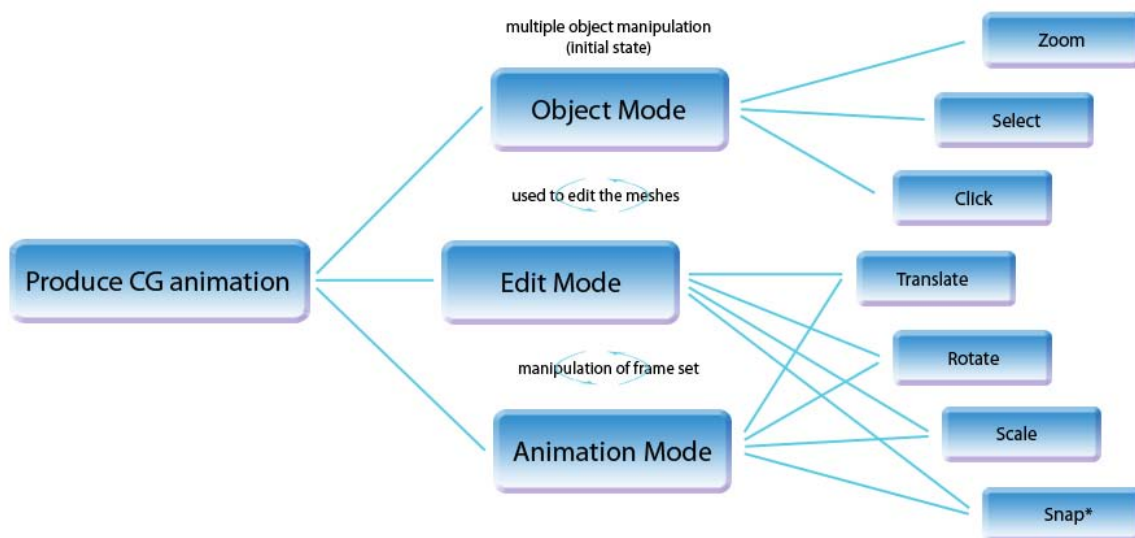 multiple object manipulation
(initial state)
Zoom
Object Mode
Select
Click
used to edit the meshes
Produce CG animation
Edit Mode
Translate
Rotate
manipulation of frame set
Animation Mode
Scale
Snap*